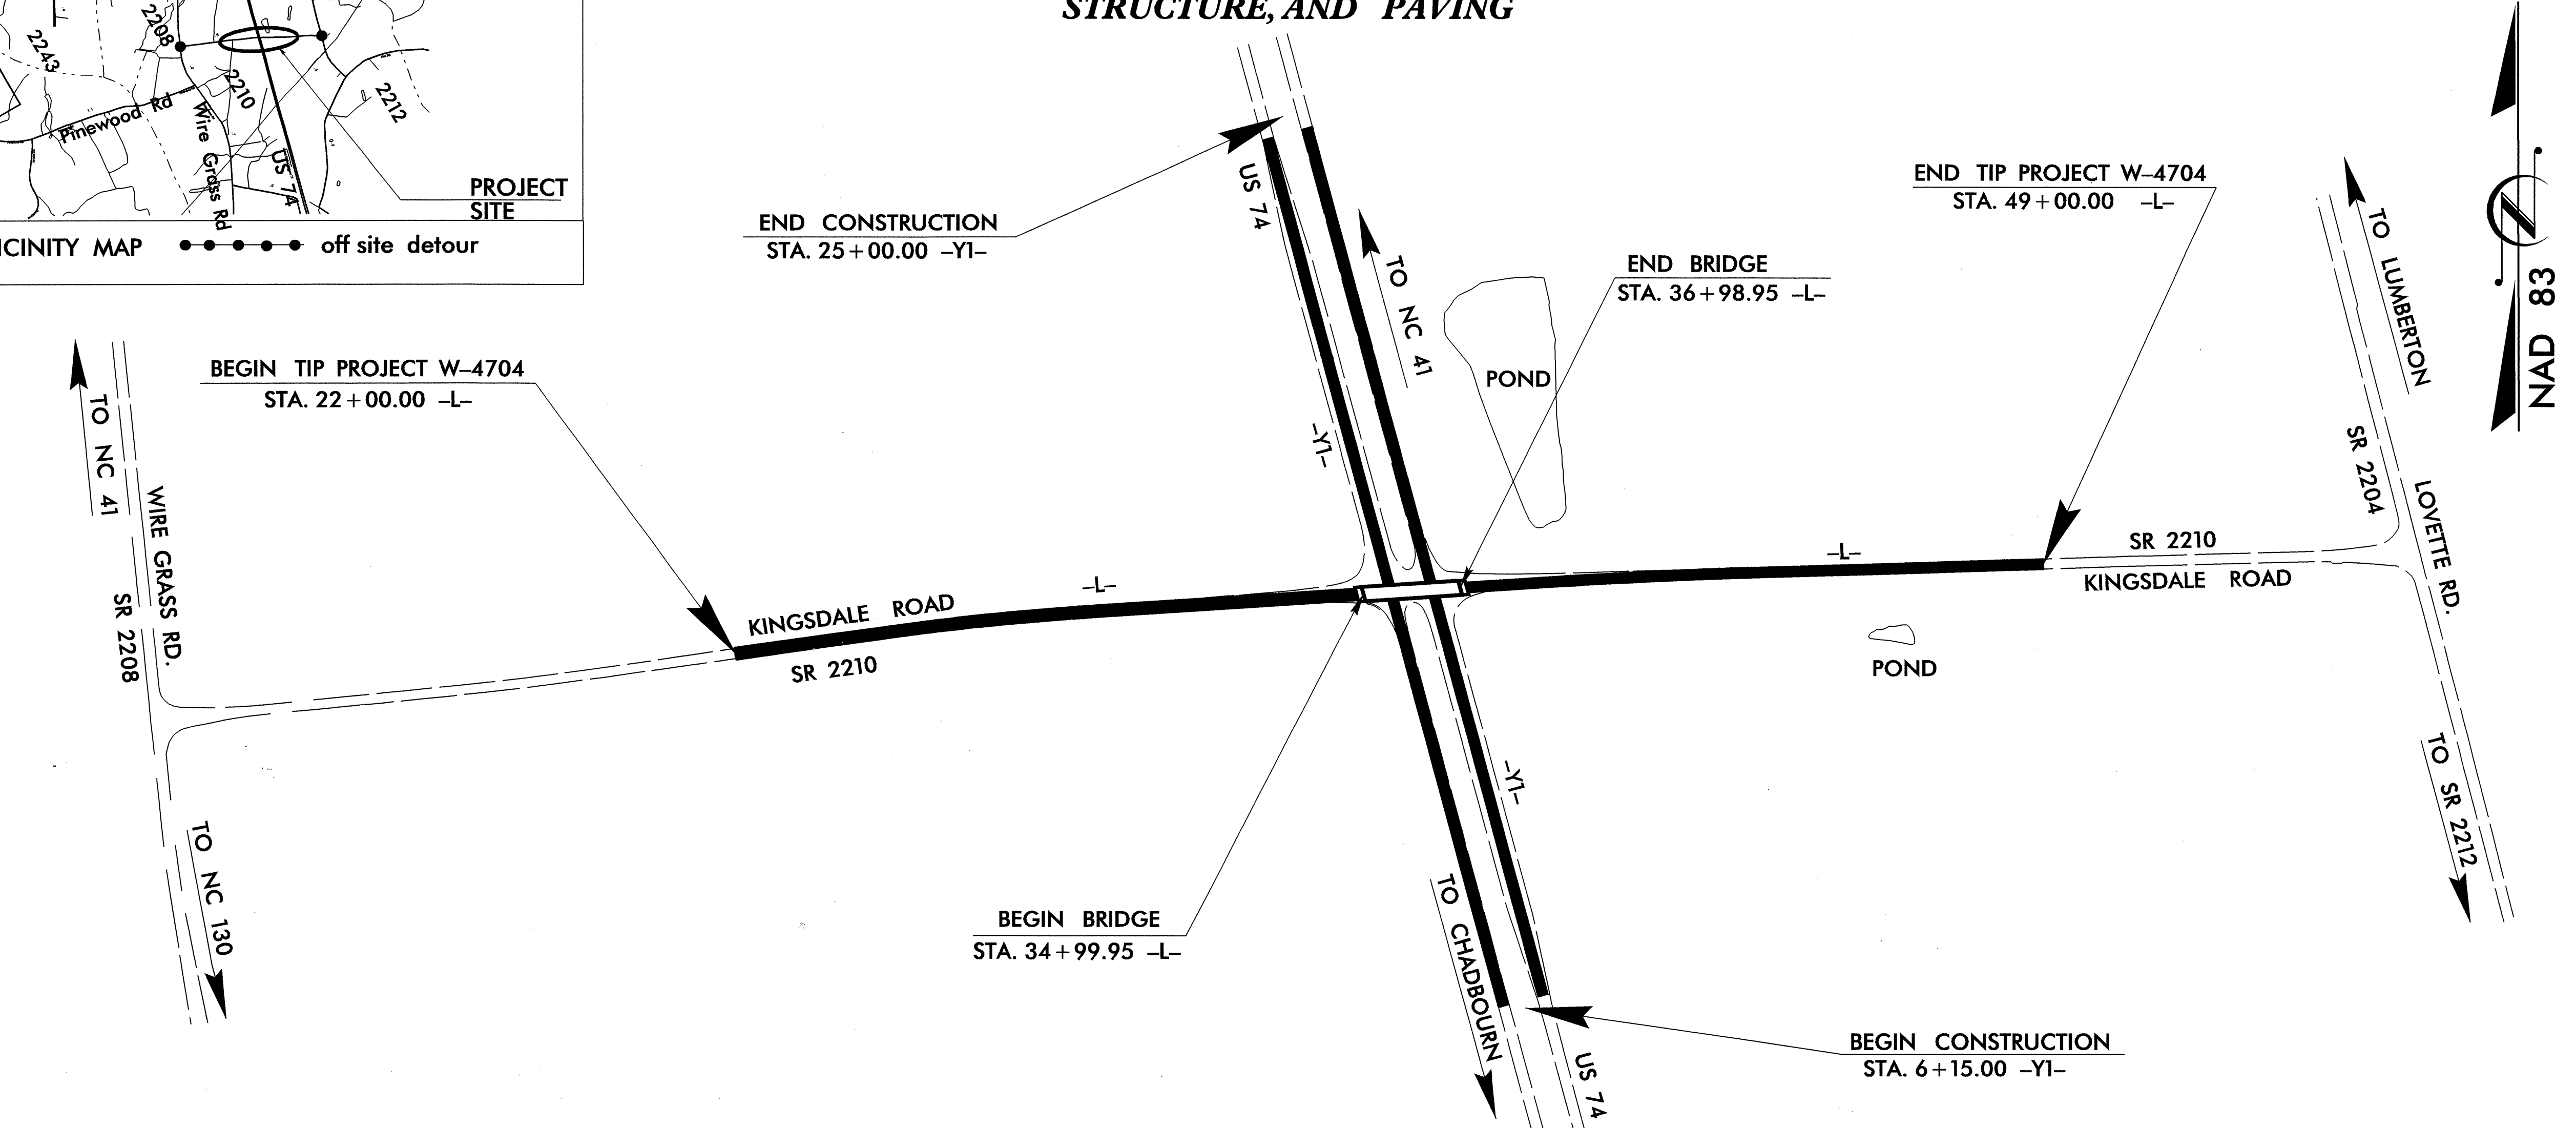 STRUCTURE, AND PAVING
2208
2243
2210
2212
Pinewood Rd
Wire Grass Rd
US 74
PROJECT
SITE
ICINITY MAP
off site detour
END CONSTRUCTION
STA. 25+00.00 –Y1–
US 74
TO NC 41
END TIP PROJECT W–4704
STA. 49+00.00 –L–
END BRIDGE
STA. 36+98.95 –L–
POND
TO LUMBERTON
NAD 83
BEGIN TIP PROJECT W–4704
STA. 22+00.00 –L–
TO NC 41
WIRE GRASS RD.
SR 2208
–Y1–
SR 2204
LOVETTE RD.
–L–
KINGSDALE ROAD
SR 2210
–L–
SR 2210
KINGSDALE ROAD
POND
TO NC 130
–Y1–
TO SR 2212
BEGIN BRIDGE
STA. 34+99.95 –L–
TO CHADBOURN
BEGIN CONSTRUCTION
STA. 6+15.00 –Y1–
US 74